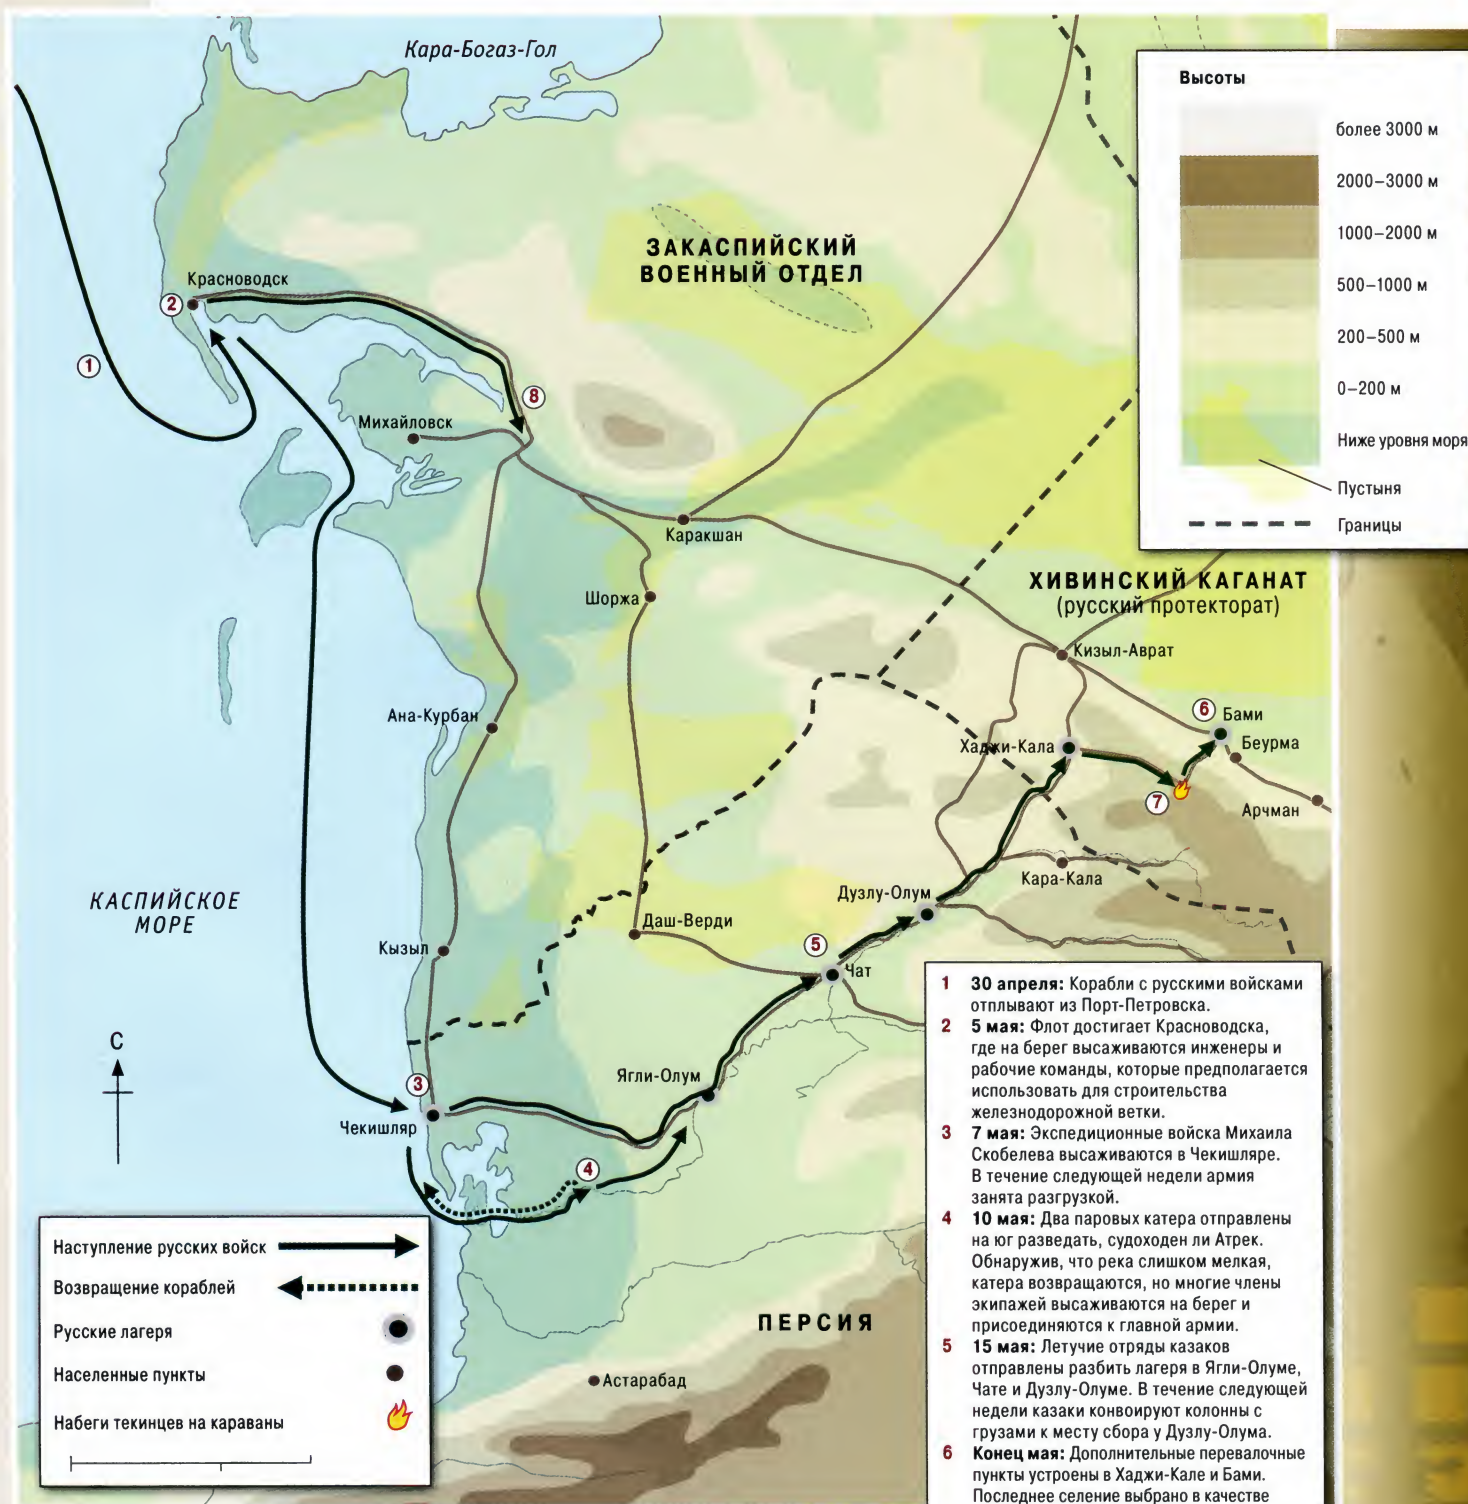 Кара-Богаз-Гол
Высоты
более 3000 м
2000–3000 м
1000–2000 м
500–1000 м
200–500 м
0–200 м
Ниже уровня моря
Пустыня
Границы
ЗАКАСПИЙСКИЙ
ВОЕННЫЙ ОТДЕЛ
Красноводск
2
1
8
Михайловск
Каракшан
ХИВИНСКИЙ КАГАНАТ
(русский протекторат)
Шоржа
Кизыл-Аврат
Ана-Курбан
6
Бами
Беурма
Хаджи-Кала
7
Арчман
Кара-Кала
Дузлу-Олум
КАСПИЙСКОЕ
МОРЕ
Даш-Верди
Кызыл
5
Чат
С
Ягли-Олум
3
Чекишляр
4
ПЕРСИЯ
Астарабад
Наступление русских войск
Возвращение кораблей
Русские лагеря
Населенные пункты
Набеги текинцев на караваны
1 30 апреля: Корабли с русскими войсками
отплывают из Порт-Петровска.
2 5 мая: Флот достигает Красноводска,
где на берег высаживаются инженеры и
рабочие команды, которые предполагается
использовать для строительства
железнодорожной ветки.
3 7 мая: Экспедиционные войска Михаила
Скобелева высаживаются в Чекишляре.
В течение следующей недели армия
занята разгрузкой.
4 10 мая: Два паровых катера отправлены
на юг разведать, судоходен ли Атрек.
Обнаружив, что река слишком мелкая,
катера возвращаются, но многие члены
экипажей высаживаются на берег и
присоединяются к главной армии.
5 15 мая: Летучие отряды казаков
отправлены разбить лагеря в Ягли-Олуме,
Чате и Дузлу-Олуме. В течение следующей
недели казаки конвоируют колонны с
грузами к месту сбора у Дузлу-Олума.
6 Конец мая: Дополнительные перевалочные
пункты устроены в Хаджи-Кале и Бами.
Последнее селение выбрано в качестве